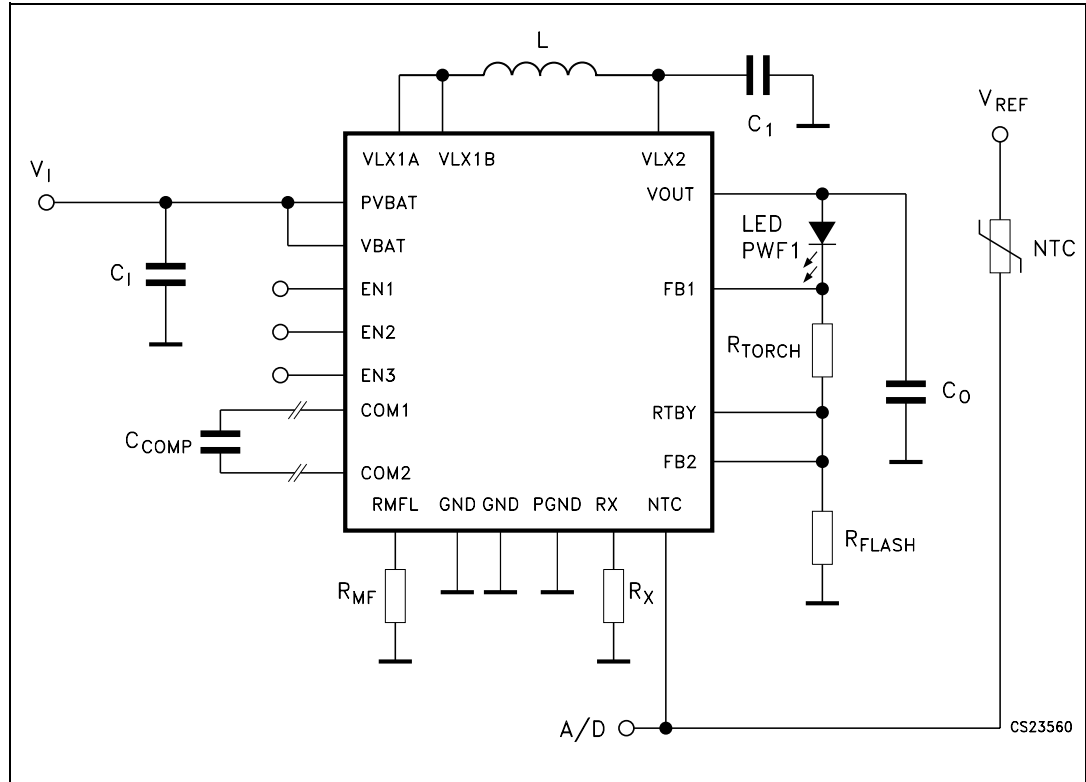 L
C1
VREF
VLX1A VLX1B VLX2
VI
PVBAT
VOUT
LED
PWF1
NTC
VBAT
CI
EN1
FB1
EN2
RTORCH
EN3
CO
COM1
RTBY
CCOMP
COM2
FB2
RMFL GND GND PGND RX NTC
RFLASH
RMF
RX
A/D
CS23560